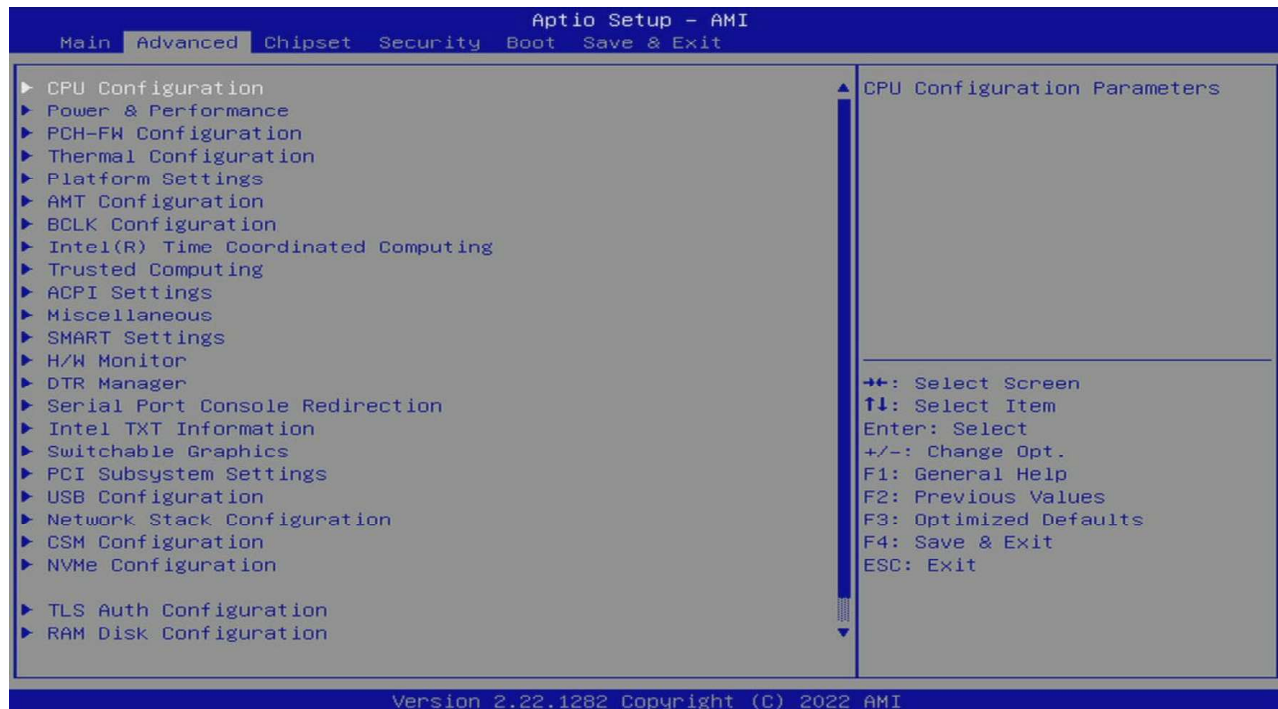 Aptio Setup – AMI
Main Advanced Chipset Security Boot Save & Exit
CPU Configuration
Power & Performance
PCH-FW Configuration
Thermal Configuration
Platform Settings
AMT Configuration
BCLK Configuration
Intel(R) Time Coordinated Computing
Trusted Computing
ACPI Settings
Miscellaneous
SMART Settings
H/W Monitor
DTR Manager
Serial Port Console Redirection
Intel TXT Information
Switchable Graphics
PCI Subsystem Settings
USB Configuration
Network Stack Configuration
CSM Configuration
NVMe Configuration
TLS Auth Configuration
RAM Disk Configuration
CPU Configuration Parameters
→←: Select Screen
↑↓: Select Item
Enter: Select
+/-: Change Opt.
F1: General Help
F2: Previous Values
F3: Optimized Defaults
F4: Save & Exit
ESC: Exit
Version 2.22.1282 Copyright (C) 2022 AMI